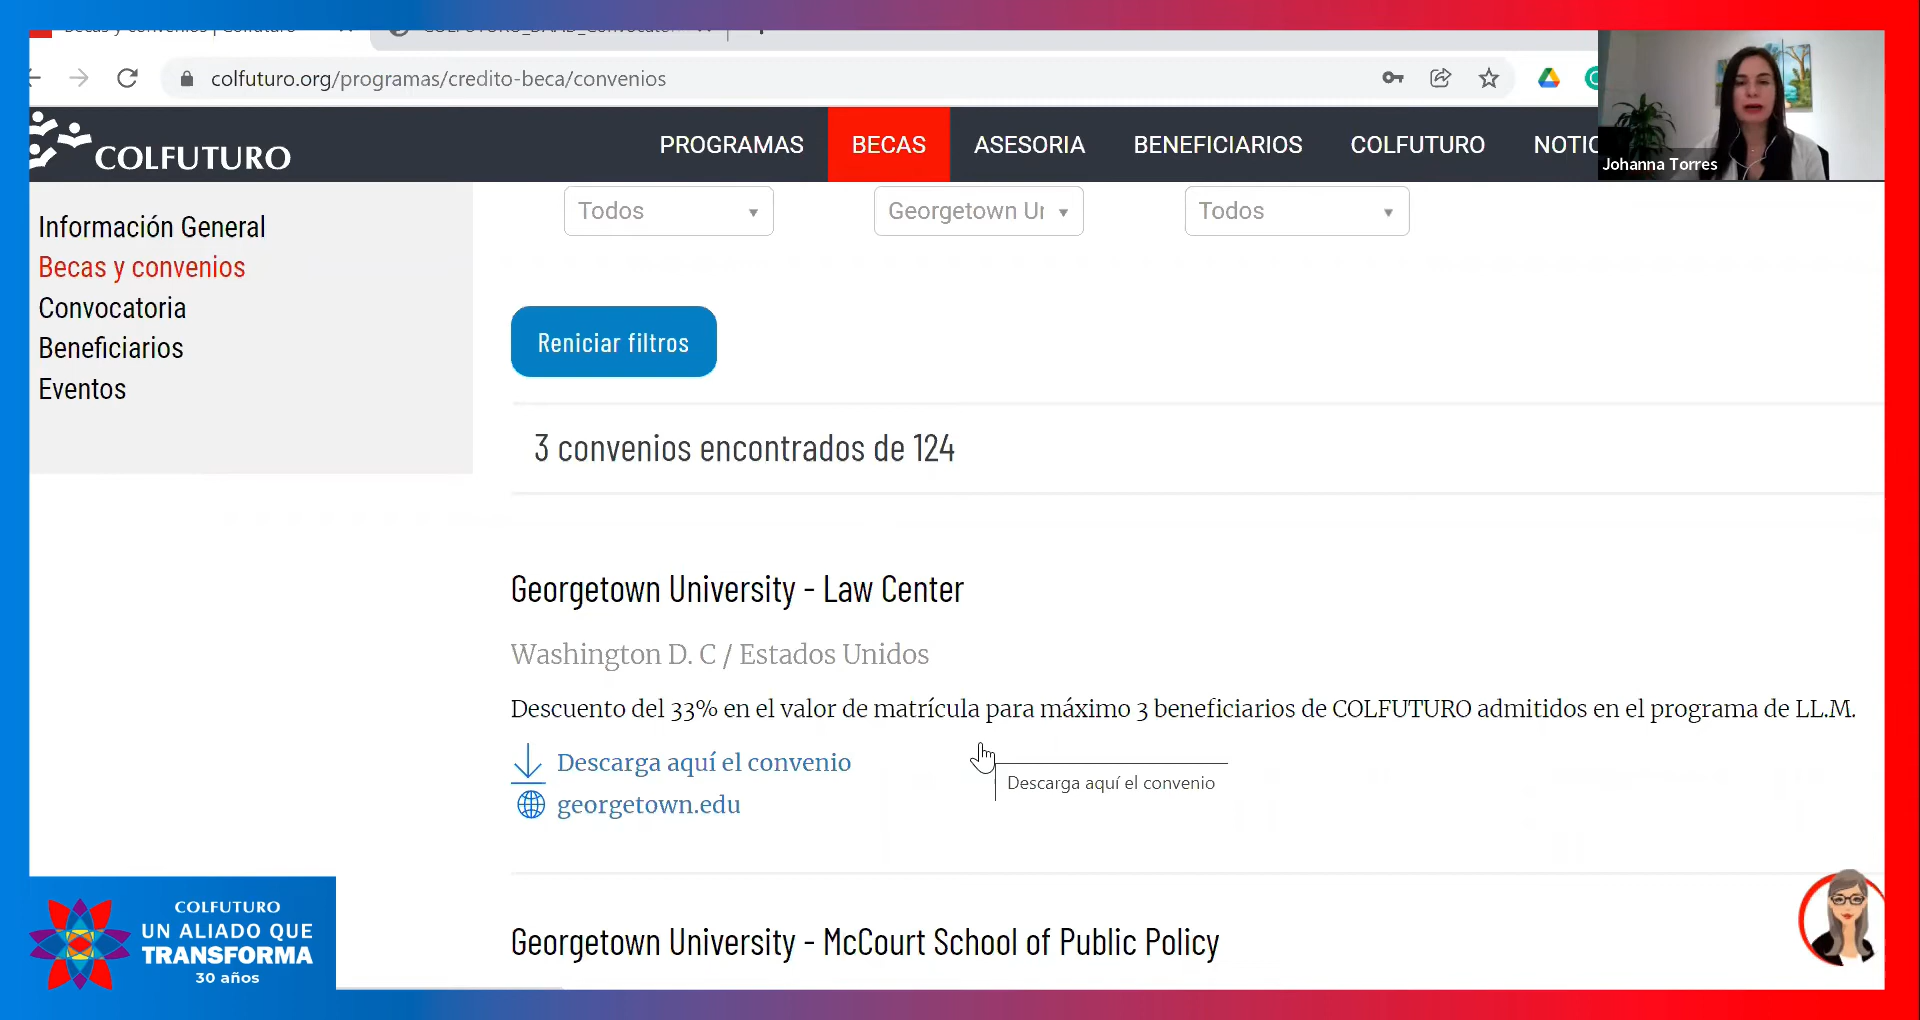 colfuturo.org/programas/credito-beca/convenios
COLFUTURO
PROGRAMAS
BECAS
ASESORIA
BENEFICIARIOS
COLFUTURO
Johanna Torres
Información General
Becas y convenios
Convocatoria
Beneficiarios
Eventos
Todos
Georgetown
Todos
Reniciar filtros
3 convenios encontrados de 124
Georgetown University - Law Center
Washington D. C / Estados Unidos
Descuento del 33% en el valor de matrícula para máximo 3 beneficiarios de COLFUTURO admitidos en el programa de LL.M.
Descarga aquí el convenio
Descarga aquí el convenio
georgetown.edu
Georgetown University - McCourt School of Public Policy
COLFUTURO
UN ALIADO QUE
TRANSFORMA
30 años